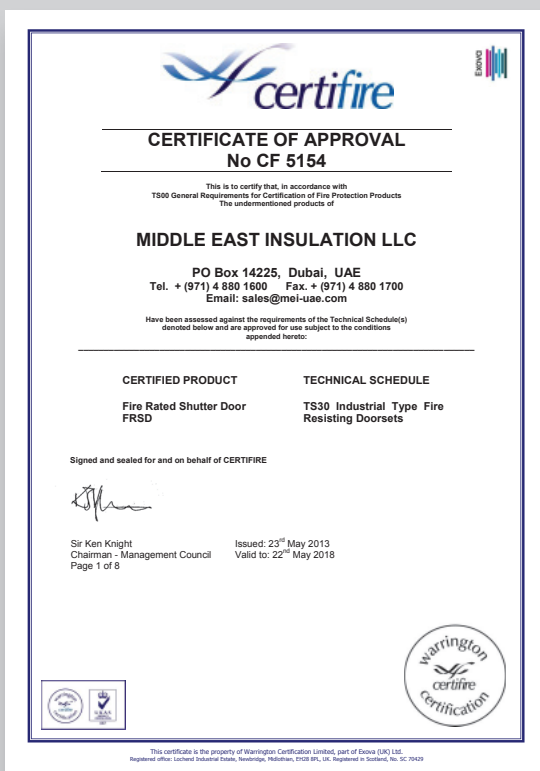 certifire
Exova
CERTIFICATE OF APPROVAL
No CF 5154
This is to certify that, in accordance with
TS00 General Requirements for Certification of Fire Protection Products
The undermentioned products of
MIDDLE EAST INSULATION LLC
PO Box 14225, Dubai, UAE
Tel. + (971) 4 880 1600 Fax. + (971) 4 880 1700
Email: sales@mei-uae.com
Have been assessed against the requirements of the Technical Schedule(s)
denoted below and are approved for use subject to the conditions
appended hereto:
CERTIFIED PRODUCT TECHNICAL SCHEDULE
Fire Rated Shutter Door TS30 Industrial Type Fire
FRSD Resisting Doorsets
Signed and sealed for and on behalf of CERTIFIRE
Sir Ken Knight Issued: 23rd May 2013
Chairman - Management Council Valid to: 22nd May 2018
Page 1 of 8
warrington
certifire
certification
UKAS
This certificate is the property of Warrington Certification Limited, part of Exova (UK) Ltd.
Registered office: Lochend Industrial Estate, Newbridge, Midlothian, EH28 8PL, UK. Registered in Scotland, No. SC 70429